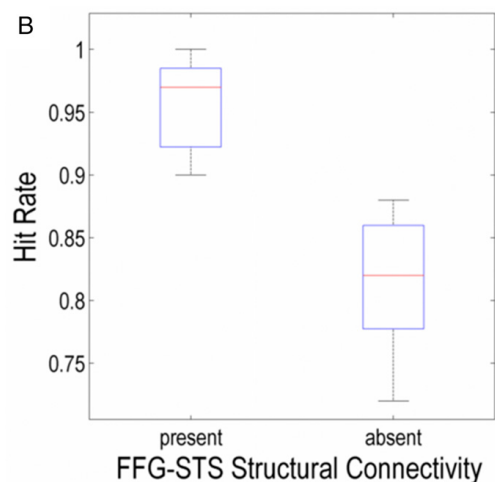 B
1
0.95
0.9
0.85
0.8
0.75
Hit Rate
present absent
FFG-STS Structural Connectivity